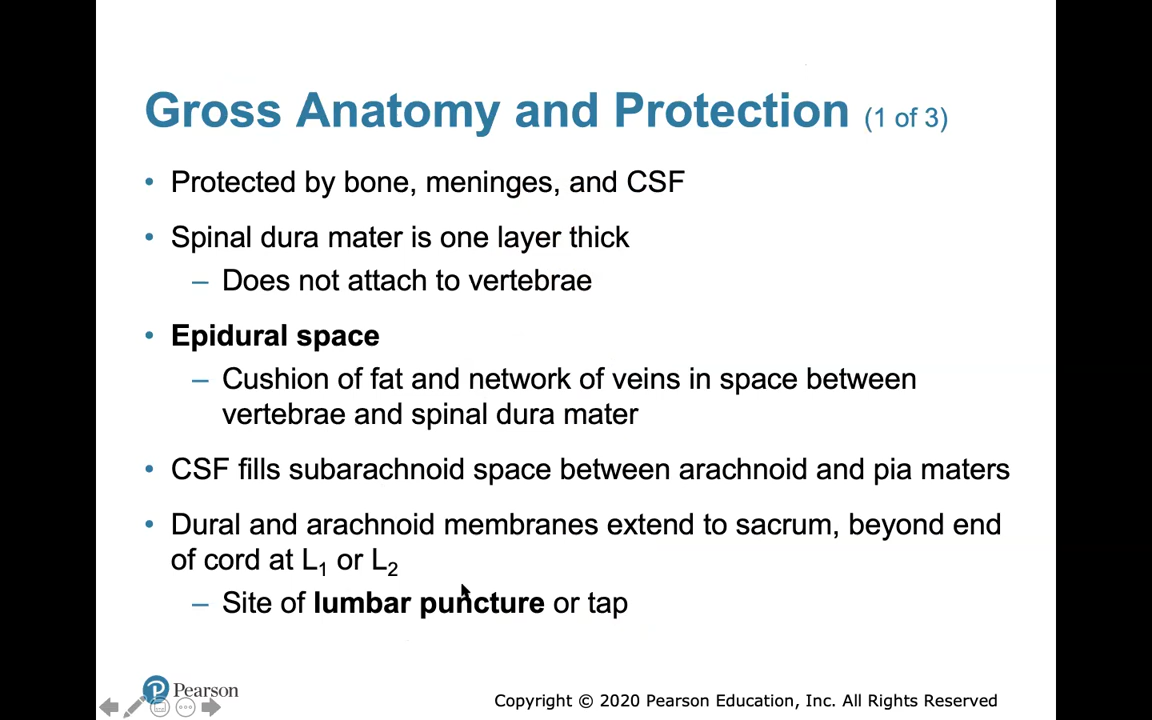 Gross Anatomy and Protection (1 of 3)
• Protected by bone, meninges, and CSF
• Spinal dura mater is one layer thick
– Does not attach to vertebrae
• Epidural space
– Cushion of fat and network of veins in space between
vertebrae and spinal dura mater
• CSF fills subarachnoid space between arachnoid and pia maters
• Dural and arachnoid membranes extend to sacrum, beyond end
of cord at L1 or L2
– Site of lumbar puncture or tap
Pearson
Copyright © 2020 Pearson Education, Inc. All Rights Reserved